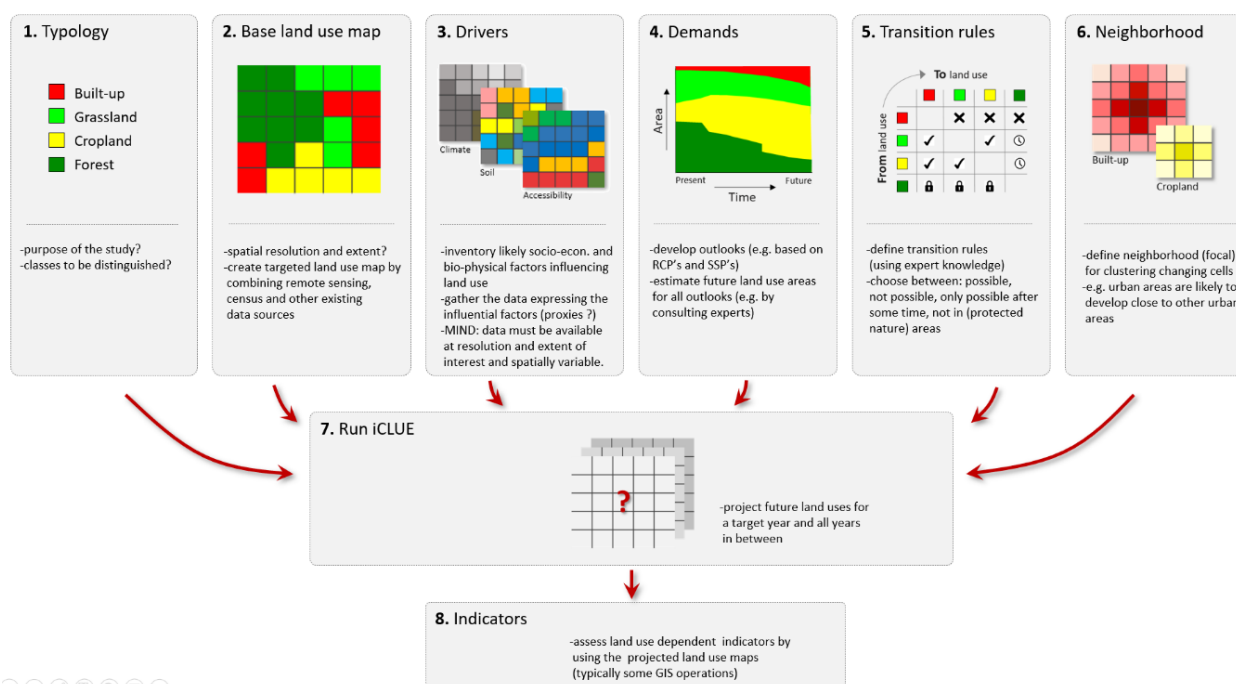 1. Typology
Built-up
Grassland
Cropland
Forest
-purpose of the study?
-classes to be distinguished?
2. Base land use map
-spatial resolution and extent?
-create targeted land use map by
combining remote sensing,
census and other existing
data sources
3. Drivers
Climate
Soil
Accessibility
-inventory likely socio-econ. and
bio-physical factors influencing
land use
-gather the data expressing the
influential factors (proxies ?)
-MIND: data must be available
at resolution and extent of
interest and spatially variable.
4. Demands
Area
Present
Future
Time
-develop outlooks (e.g. based on
RCP's and SSP's)
-estimate future land use areas
for all outlooks (e.g. by
consulting experts)
5. Transition rules
To land use
From land use
-define transition rules
(using expert knowledge)
-choose between: possible,
not possible, only possible after
some time, not in (protected
nature) areas
6. Neighborhood
Built-up
Cropland
-define neighborhood (focal)
for clustering changing cells
-e.g. urban areas are likely to
develop close to other urban
areas
7. Run iCLUE
?
-project future land uses for
a target year and all years
in between
8. Indicators
-assess land use dependent indicators by
using the projected land use maps
(typically some GIS operations)